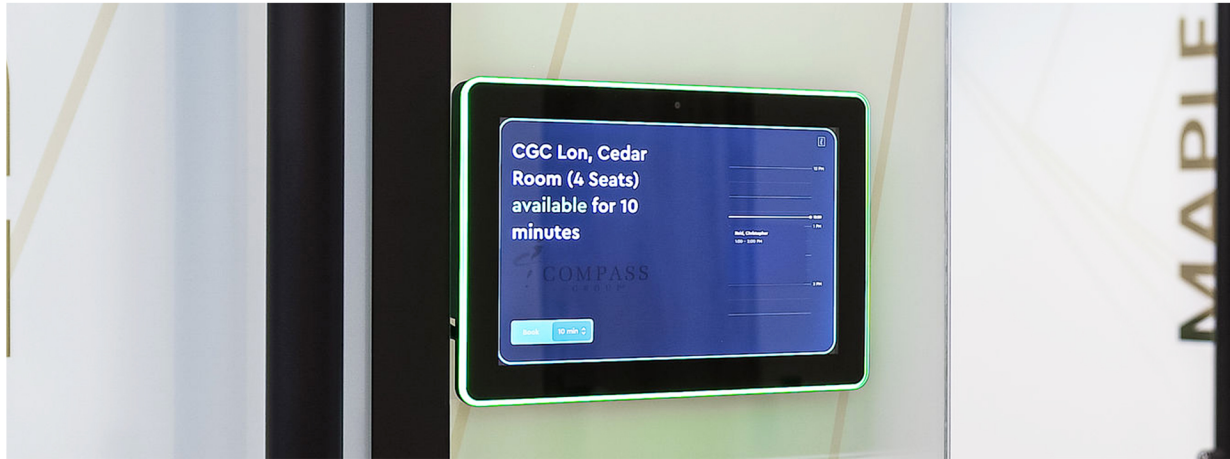 CGC Lon, Cedar
Room (4 Seats)
available for 10
minutes
COMPASS
GROUP
Book
10 min
12 PM
1 PM
Reid, Christopher
1:00 - 2:00 PM
2 PM
MAPLE